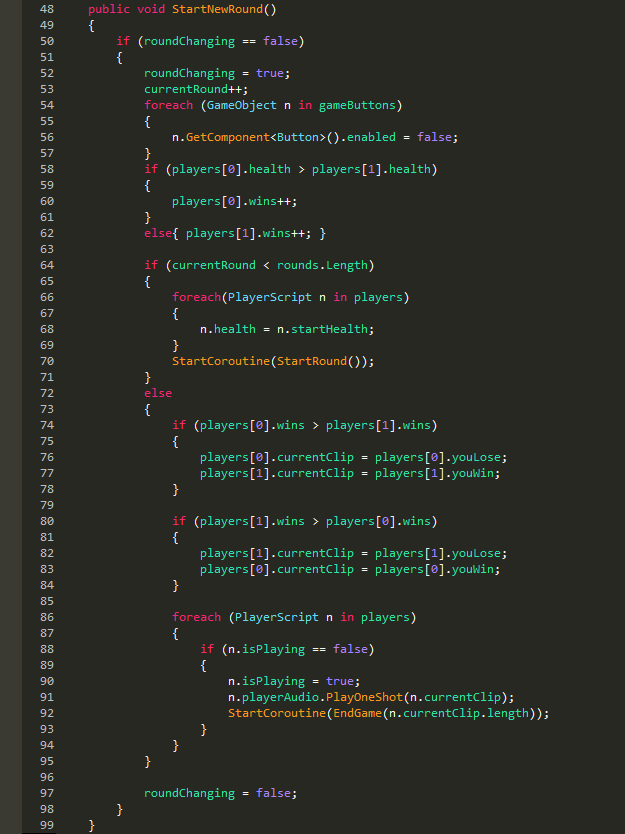 48 public void StartNewRound()
49 {
50 if (roundChanging == false)
51 {
52 roundChanging = true;
53 currentRound++;
54 foreach (GameObject n in gameButtons)
55 {
56 n.GetComponent<Button>().enabled = false;
57 }
58 if (players[0].health > players[1].health)
59 {
60 players[0].wins++;
61 }
62 else{ players[1].wins++; }
63
64 if (currentRound < rounds.Length)
65 {
66 foreach(PlayerScript n in players)
67 {
68 n.health = n.startHealth;
69 }
70 StartCoroutine(StartRound());
71 }
72 else
73 {
74 if (players[0].wins > players[1].wins)
75 {
76 players[0].currentClip = players[0].youLose;
77 players[1].currentClip = players[1].youWin;
78 }
79
80 if (players[1].wins > players[0].wins)
81 {
82 players[1].currentClip = players[1].youLose;
83 players[0].currentClip = players[0].youWin;
84 }
85
86 foreach (PlayerScript n in players)
87 {
88 if (n.isPlaying == false)
89 {
90 n.isPlaying = true;
91 n.playerAudio.PlayOneShot(n.currentClip);
92 StartCoroutine(EndGame(n.currentClip.length));
93 }
94 }
95 }
96
97 roundChanging = false;
98 }
99 }